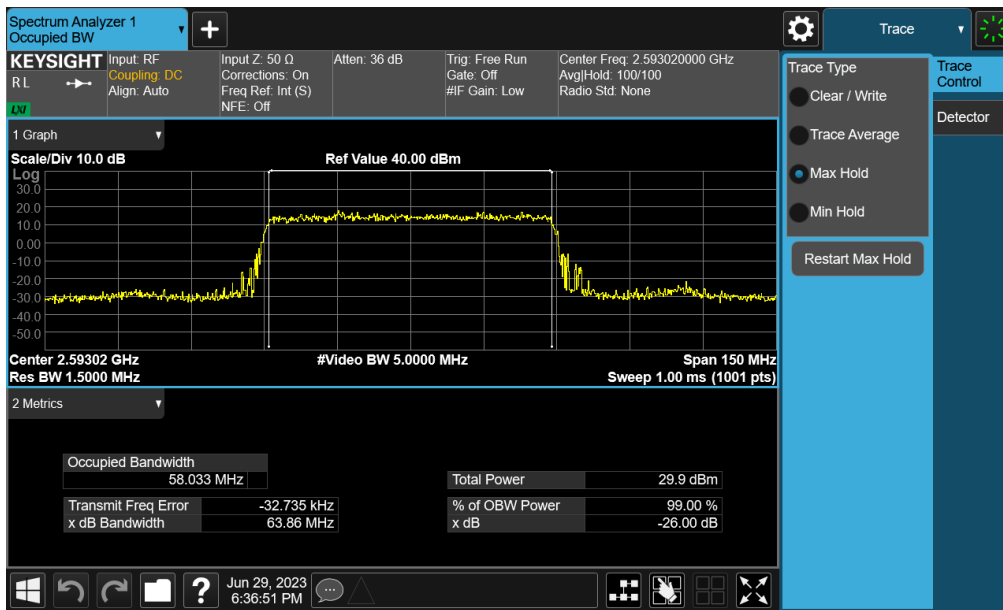 Spectrum Analyzer 1
Occupied BW
KEYSIGHT
R L
LXI
Input: RF
Coupling: DC
Align: Auto
Input Z: 50 Ω
Corrections: On
Freq Ref: Int (S)
NFE: Off
Atten: 36 dB
Trig: Free Run
Gate: Off
#IF Gain: Low
Center Freq: 2.593020000 GHz
Avg|Hold: 100/100
Radio Std: None
1 Graph
Scale/Div 10.0 dB
Ref Value 40.00 dBm
Log
30.0
20.0
10.0
0.00
-10.0
-20.0
-30.0
-40.0
-50.0
Center 2.59302 GHz
#Video BW 5.0000 MHz
Span 150 MHz
Res BW 1.5000 MHz
Sweep 1.00 ms (1001 pts)
2 Metrics
Occupied Bandwidth
58.033 MHz
Total Power 29.9 dBm
Transmit Freq Error -32.735 kHz
% of OBW Power 99.00 %
x dB Bandwidth 63.86 MHz
x dB -26.00 dB
?
Jun 29, 2023
6:36:51 PM
Trace
Trace Type
Clear / Write
Trace Average
Max Hold
Min Hold
Restart Max Hold
Trace
Control
Detector